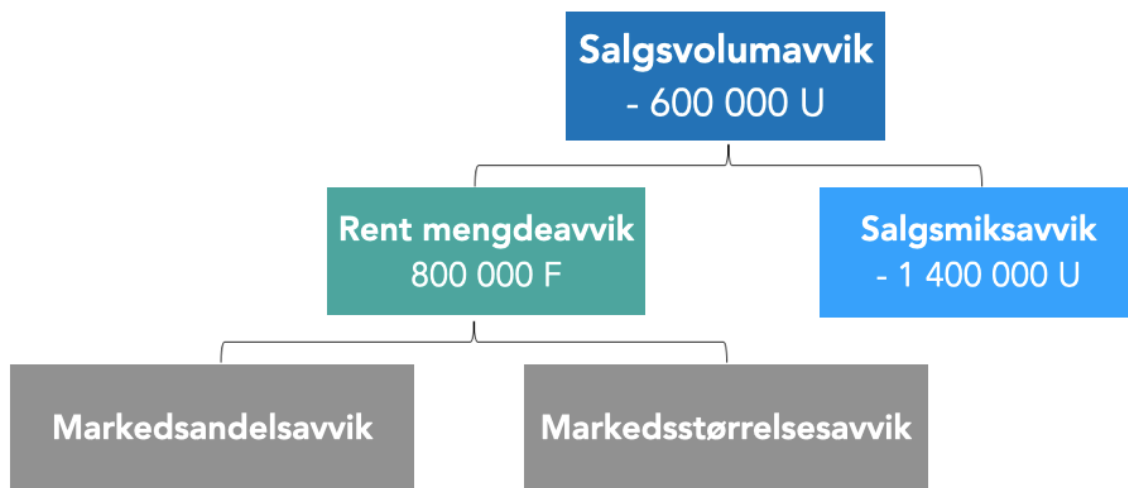 Salgsvolumavvik
- 600 000 U
Rent mengdeavvik
800 000 F
Salgsmiksavvik
- 1 400 000 U
Markedsandelsavvik
Markedsstørrelsesavvik